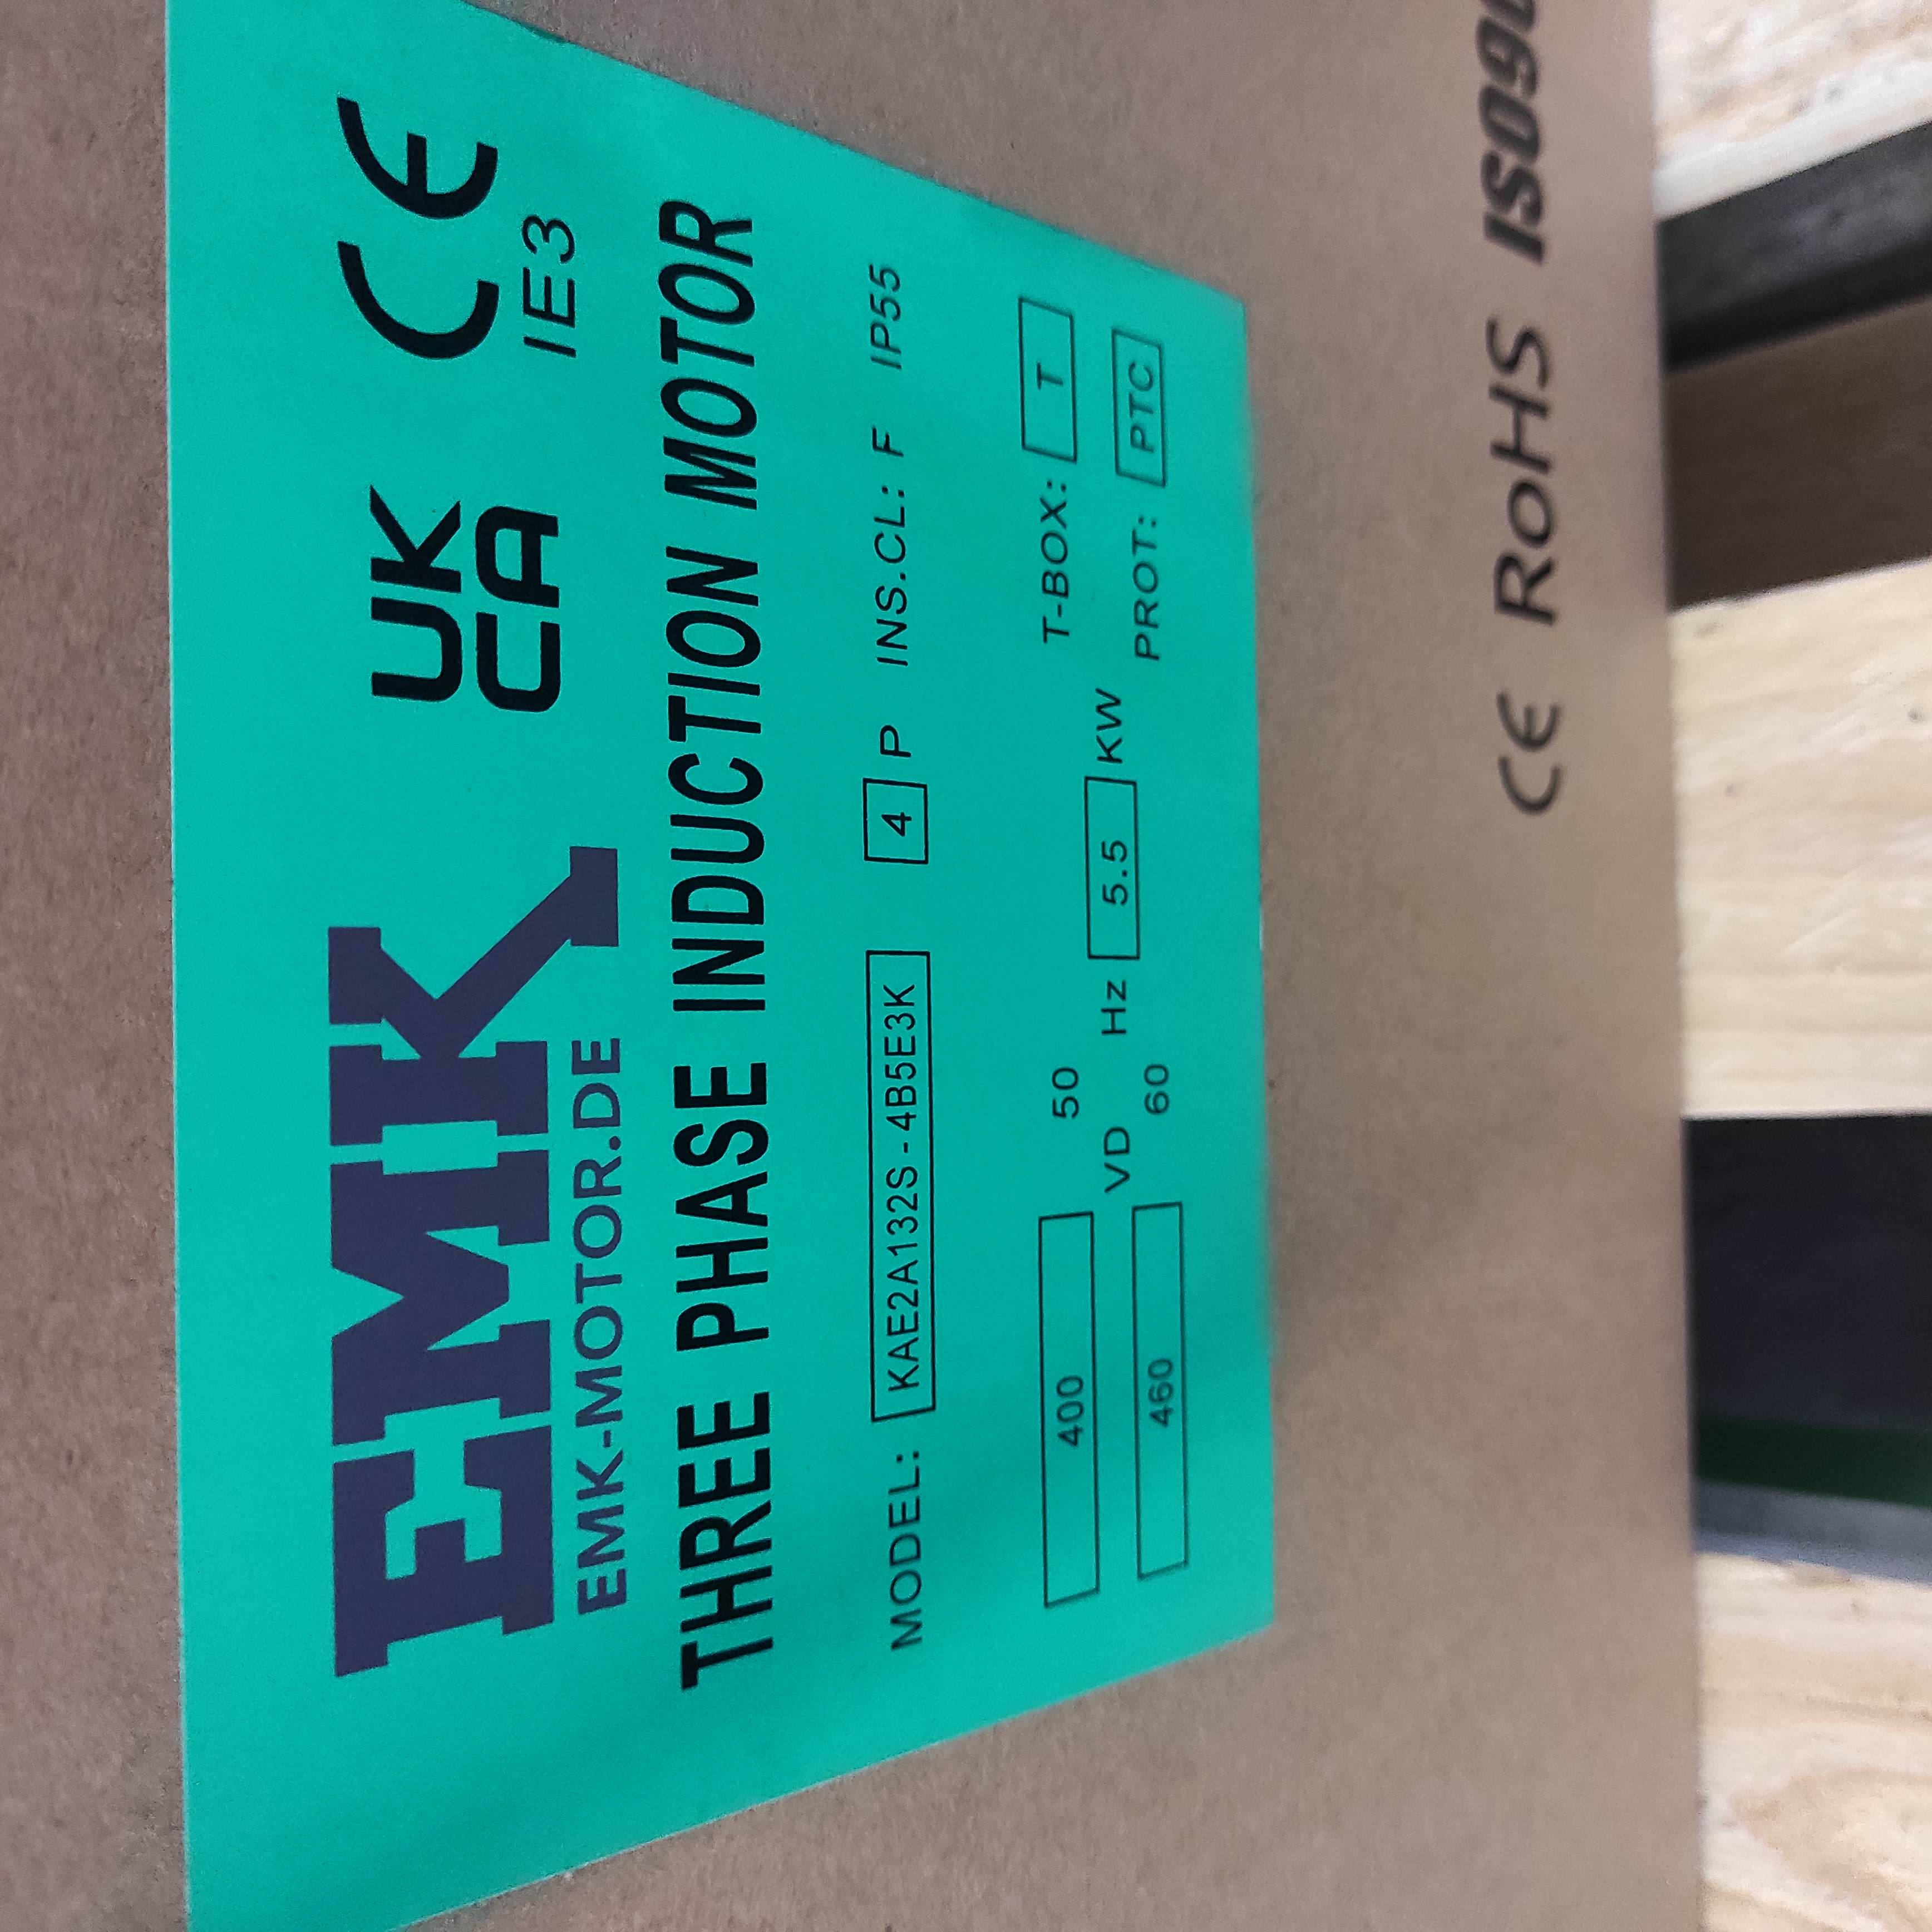 EMK
EMK-MOTOR.DE
UK
CA
CE
IE3
THREE PHASE INDUCTION MOTOR
MODEL: KAE2A132S-4B5E3K 4 P INS.CL: F IP55
400 50 T-BOX: T
VD Hz 5.5 KW
460 60 PROT: PTC
CE RoHS